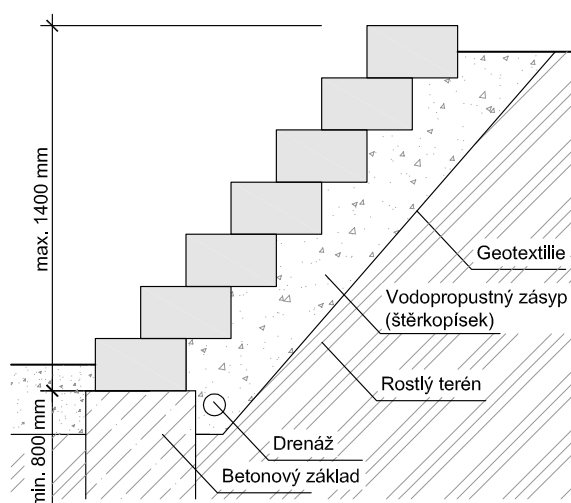 max. 1400 mm
Geotextilie
Vodopropustný zásyp
(štěrkopísek)
Rostlý terén
Drenáž
Betonový základ
min. 800 mm